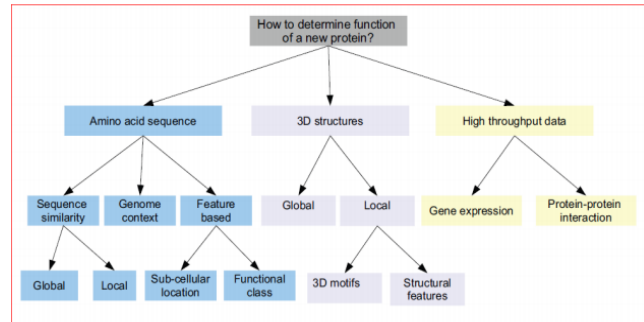 How to determine function
of a new protein?
Amino acid sequence
3D structures
High throughput data
Sequence
similarity
Genome
context
Feature
based
Global
Local
Gene expression
Protein-protein
interaction
Global
Local
Sub-cellular
location
Functional
class
3D motifs
Structural
features